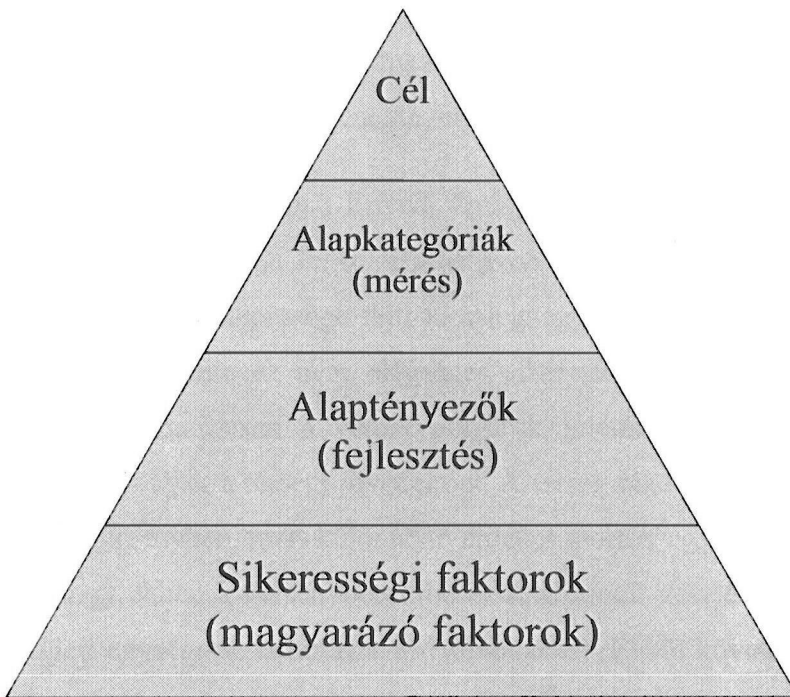 Cél
Alapkategóriák
(mérés)
Alaptényezők
(fejlesztés)
Sikerességi faktorok
(magyarázó faktorok)